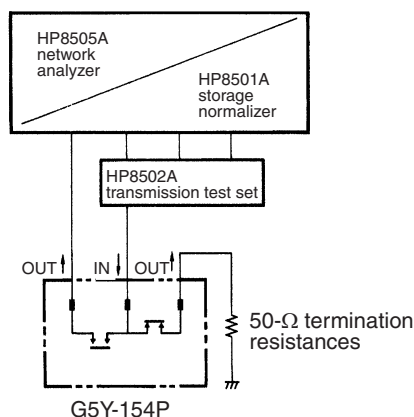 HP8505A
network
analyzer
HP8501A
storage
normalizer
HP8502A
transmission test set
OUT IN OUT
50-Ω termination
resistances
G5Y-154P